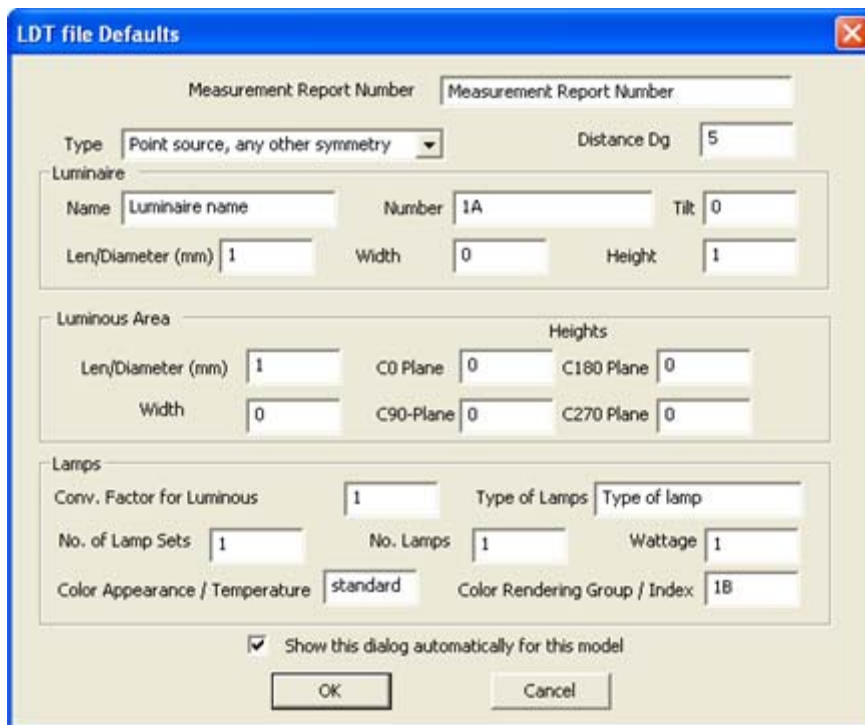 LDT file Defaults
Measurement Report Number Measurement Report Number
Type Point source, any other symmetry Distance Dg 5
Luminaire
Name Luminaire name Number 1A Tilt 0
Len/Diameter (mm) 1 Width 0 Height 1
Luminous Area
Heights
Len/Diameter (mm) 1 C0 Plane 0 C180 Plane 0
Width 0 C90-Plane 0 C270 Plane 0
Lamps
Conv. Factor for Luminous 1 Type of Lamps Type of lamp
No. of Lamp Sets 1 No. Lamps 1 Wattage 1
Color Appearance / Temperature standard Color Rendering Group / Index 1B
Show this dialog automatically for this model
OK Cancel